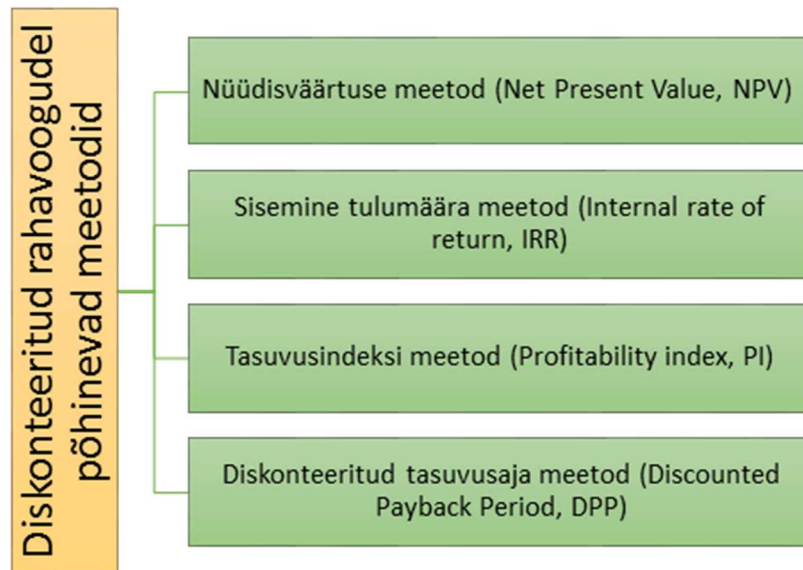 Diskonteeritud rahavoogudel
põhinevad meetodid
Nüüdisväärtuse meetod (Net Present Value, NPV)
Sisemine tulumäära meetod (Internal rate of
return, IRR)
Tasuvusindeksi meetod (Profitability index, PI)
Diskonteeritud tasuvusaja meetod (Discounted
Payback Period, DPP)